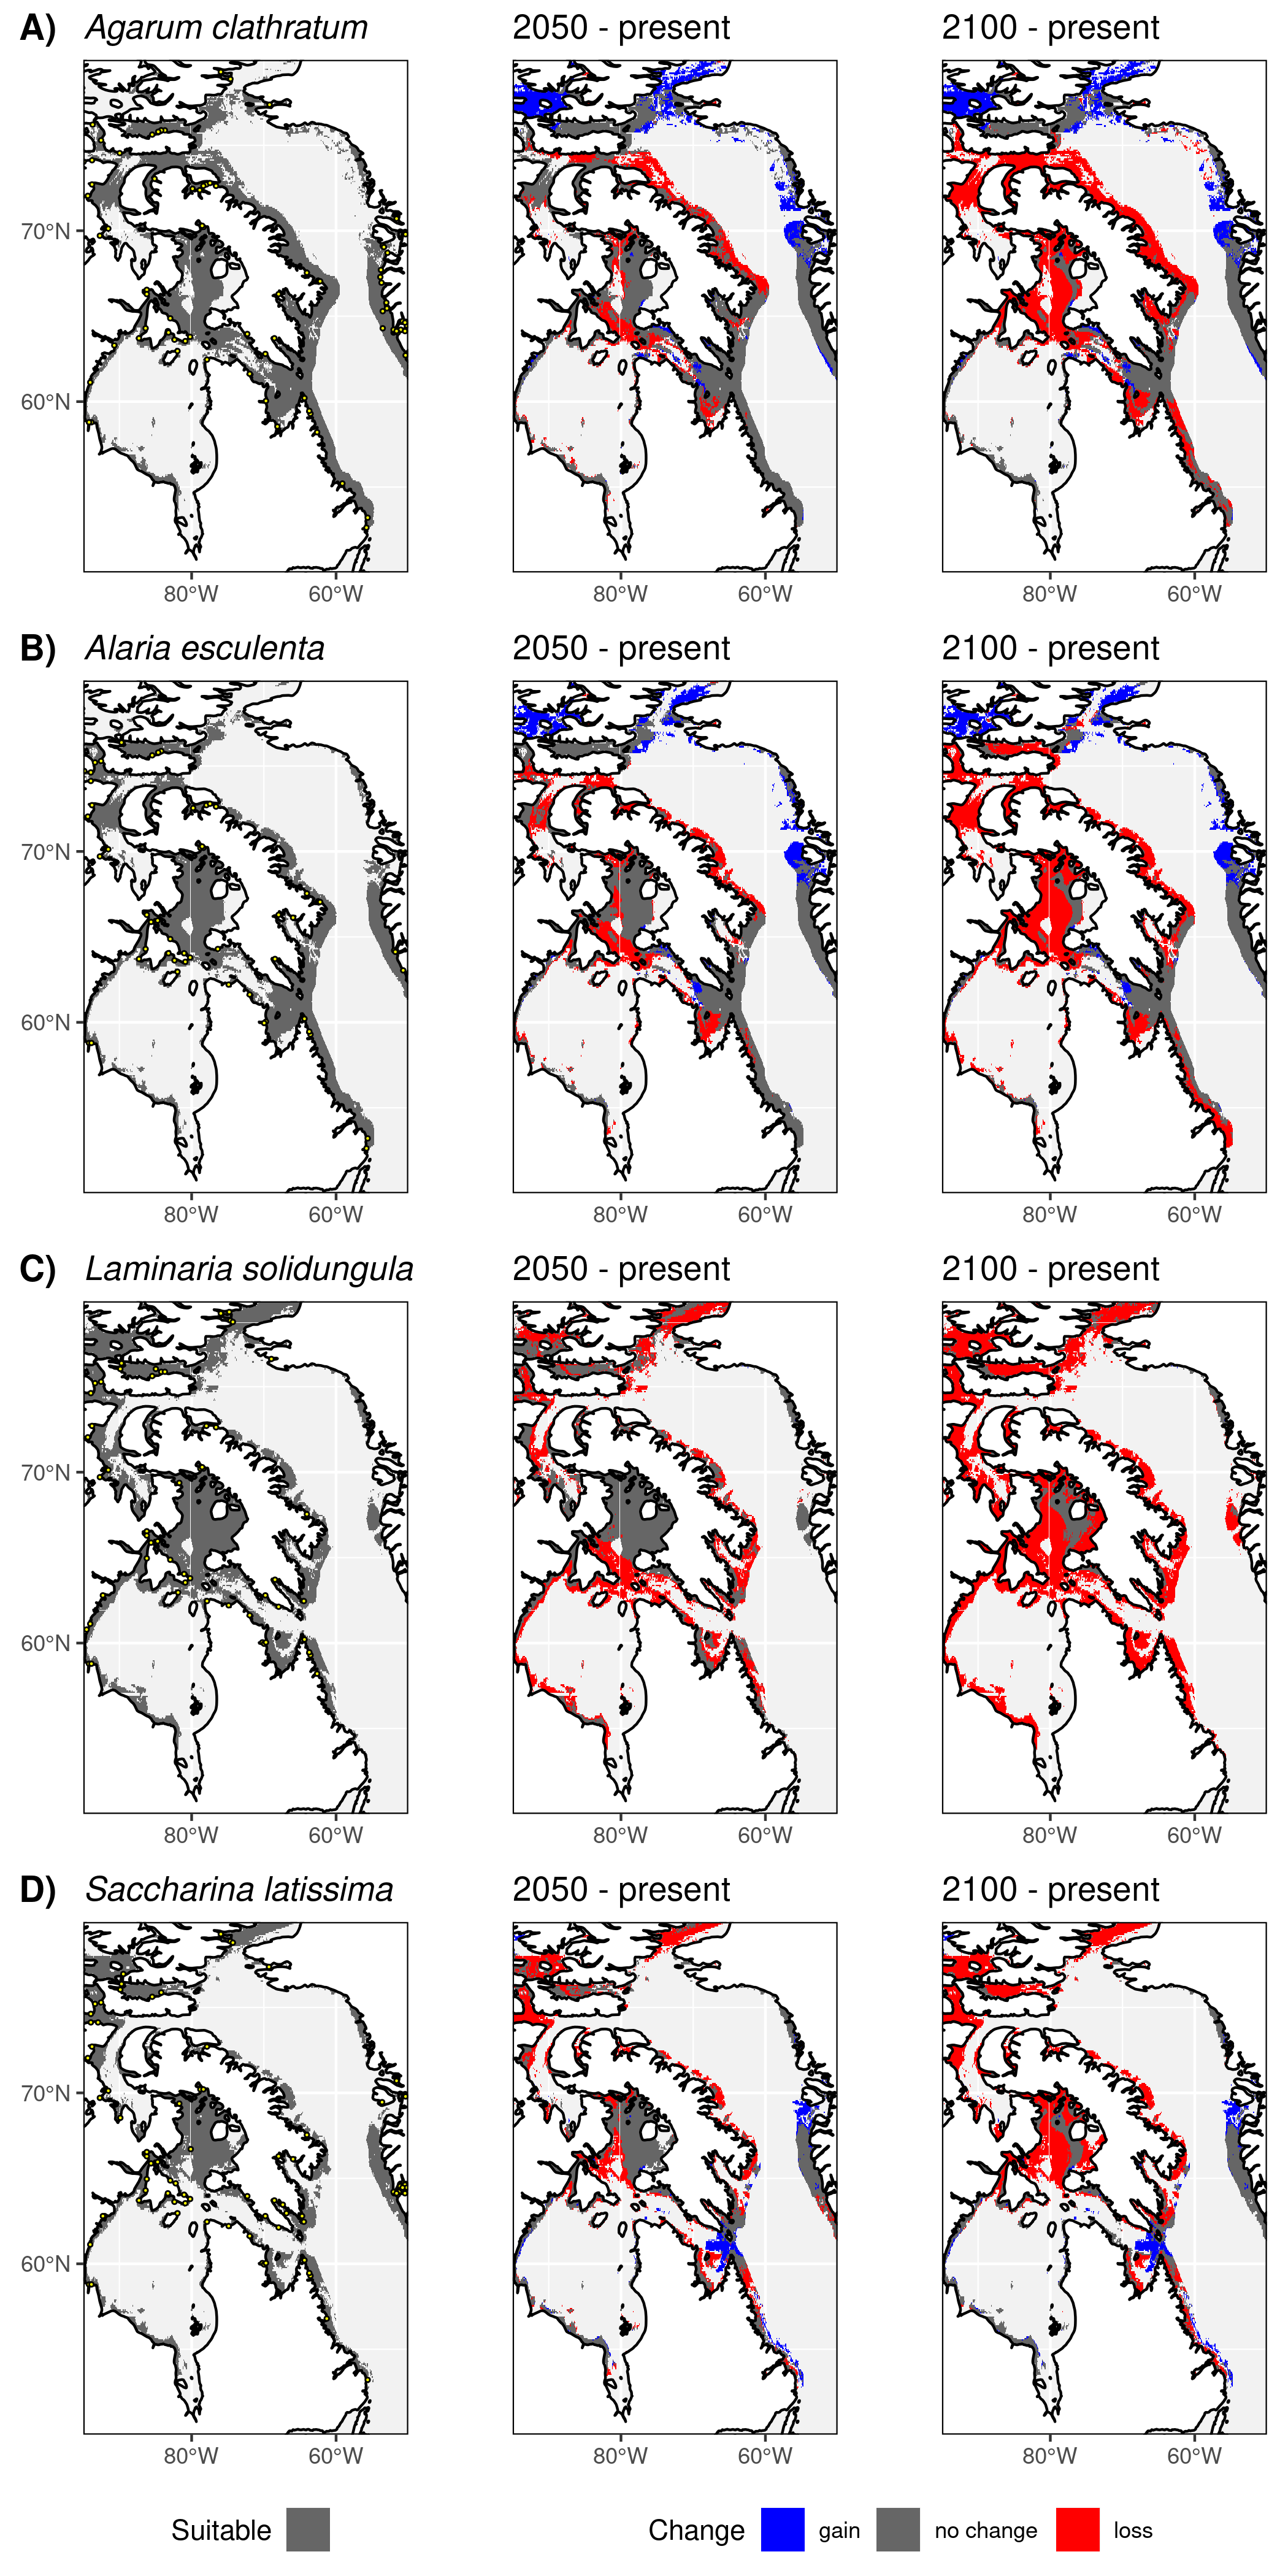 A) Agarum clathratum 2050 - present 2100 - present
70°N
60°N
80°W 60°W 80°W 60°W 80°W 60°W
B) Alaria esculenta 2050 - present 2100 - present
70°N
60°N
80°W 60°W 80°W 60°W 80°W 60°W
C) Laminaria solidungula 2050 - present 2100 - present
70°N
60°N
80°W 60°W 80°W 60°W 80°W 60°W
D) Saccharina latissima 2050 - present 2100 - present
70°N
60°N
80°W 60°W 80°W 60°W 80°W 60°W
Suitable Change gain no change loss